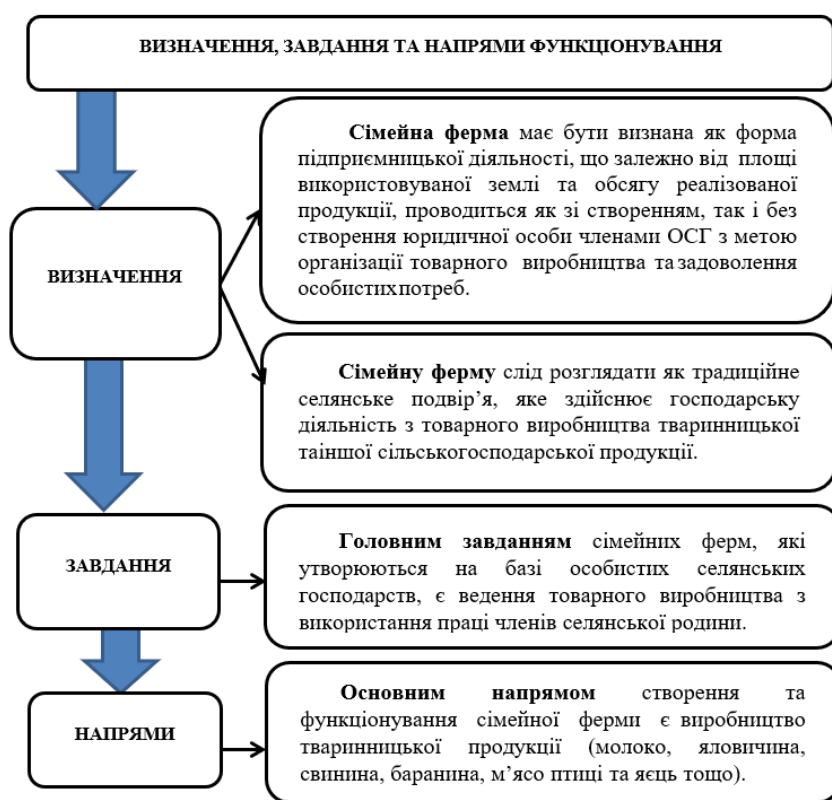 ВИЗНАЧЕННЯ, ЗАВДАННЯ ТА НАПРЯМИ ФУНКЦІОНУВАННЯ
ВИЗНАЧЕННЯ
Сімейна ферма має бути визнана як форма
підприємницької діяльності, що залежно від площі
використовуваної землі та обсягу реалізованої
продукції, проводиться як зі створенням, так і без
створення юридичної особи членами ОСГ з метою
організації товарного виробництва та задоволення
особистихпотреб.
Сімейну ферму слід розглядати як традиційне
селянське подвір’я, яке здійснює господарську
діяльність з товарного виробництва тваринницької
таіншої сільськогосподарської продукції.
ЗАВДАННЯ
Головним завданням сімейних ферм, які
утворюються на базі особистих селянських
господарств, є ведення товарного виробництва з
використання праці членів селянської родини.
НАПРЯМИ
Основним напрямом створення та
функціонування сімейної ферми є виробництво
тваринницької продукції (молоко, яловичина,
свинина, баранина, м’ясо птиці та яєць тощо).